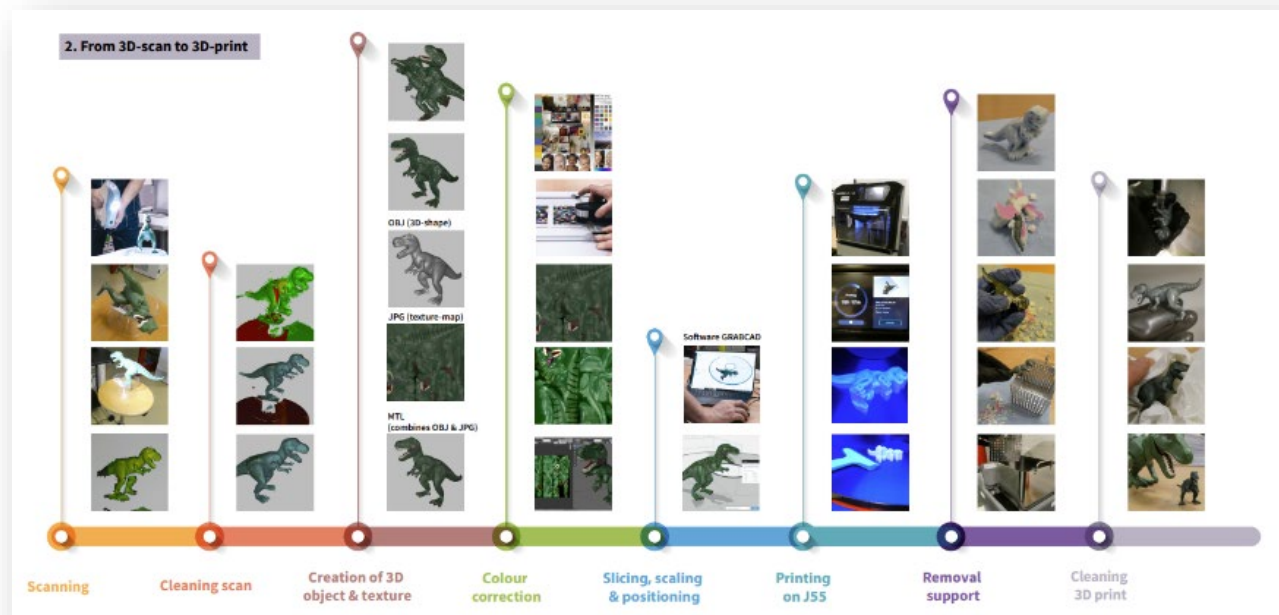 2. From 3D-scan to 3D-print
OBJ (3D-shape)
JPG (texture-map)
MTL
(combines OBJ & JPG)
Software GRABCAD
Scanning
Cleaning scan
Creation of 3D
object & texture
Colour
correction
Slicing, scaling
& positioning
Printing
on J55
Removal
support
Cleaning
3D print